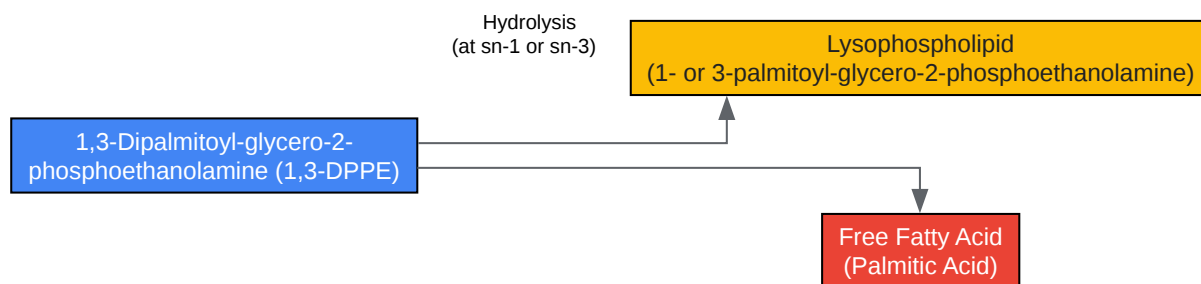 Hydrolysis
(at sn-1 or sn-3)
Lysophospholipid
(1- or 3-palmitoyl-glycero-2-phosphoethanolamine)
1,3-Dipalmitoyl-glycero-2-
phosphoethanolamine (1,3-DPPE)
Free Fatty Acid
(Palmitic Acid)